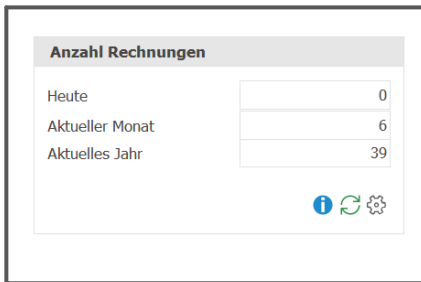 Anzahl Rechnungen
Heute 0
Aktueller Monat 6
Aktuelles Jahr 39